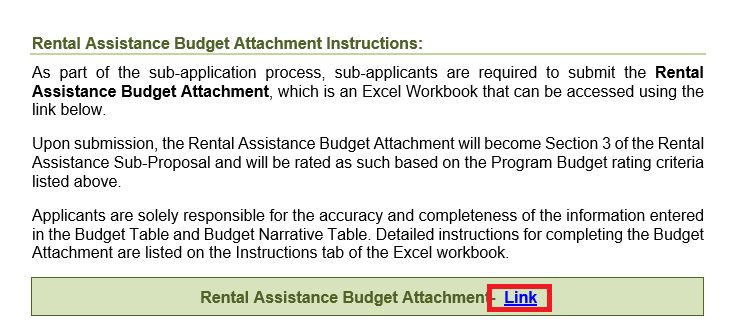 Rental Assistance Budget Attachment Instructions:
As part of the sub-application process, sub-applicants are required to submit the Rental
Assistance Budget Attachment, which is an Excel Workbook that can be accessed using the
link below.
Upon submission, the Rental Assistance Budget Attachment will become Section 3 of the Rental
Assistance Sub-Proposal and will be rated as such based on the Program Budget rating criteria
listed above.
Applicants are solely responsible for the accuracy and completeness of the information entered
in the Budget Table and Budget Narrative Table. Detailed instructions for completing the Budget
Attachment are listed on the Instructions tab of the Excel workbook.
Rental Assistance Budget Attachment- Link